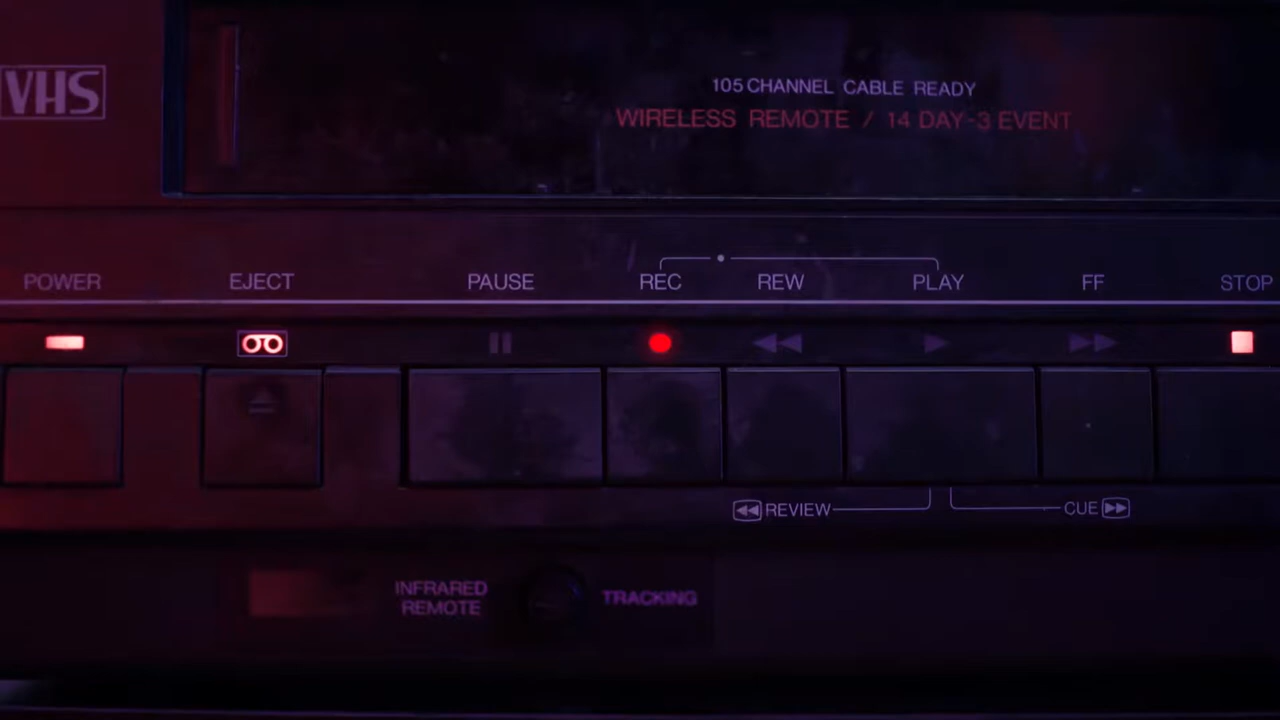 VHS
105 CHANNEL CABLE READY
WIRELESS REMOTE / 14 DAY-3 EVENT
POWER EJECT PAUSE REC REW PLAY FF STOP
REVIEW CUE
INFRARED REMOTE TRACKING